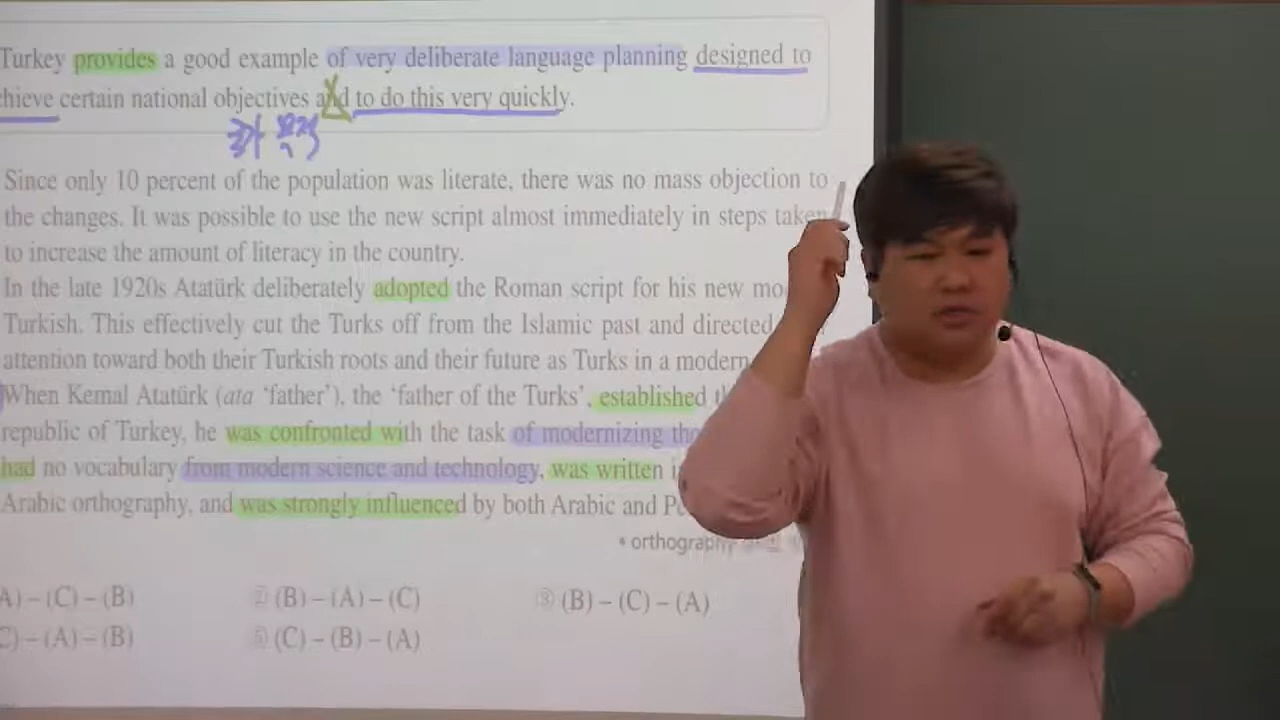 Turkey provides a good example of very deliberate language planning designed to
hieve certain national objectives and to do this very quickly.
Since only 10 percent of the population was literate, there was no mass objection to
the changes. It was possible to use the new script almost immediately in steps taken
to increase the amount of literacy in the country.
In the late 1920s Atatürk deliberately adopted the Roman script for his new mo
Turkish. This effectively cut the Turks off from the Islamic past and directed
attention toward both their Turkish roots and their future as Turks in a modern
When Kemal Atatürk (ata ‘father’), the ‘father of the Turks’, established th
republic of Turkey, he was confronted with the task of modernizing the
had no vocabulary from modern science and technology, was written i
Arabic orthography, and was strongly influenced by both Arabic and Pe
* orthography
A) – (C) – (B) ② (B) – (A) – (C) ③ (B) – (C) – (A)
C) – (A) – (B) ⑤ (C) – (B) – (A)